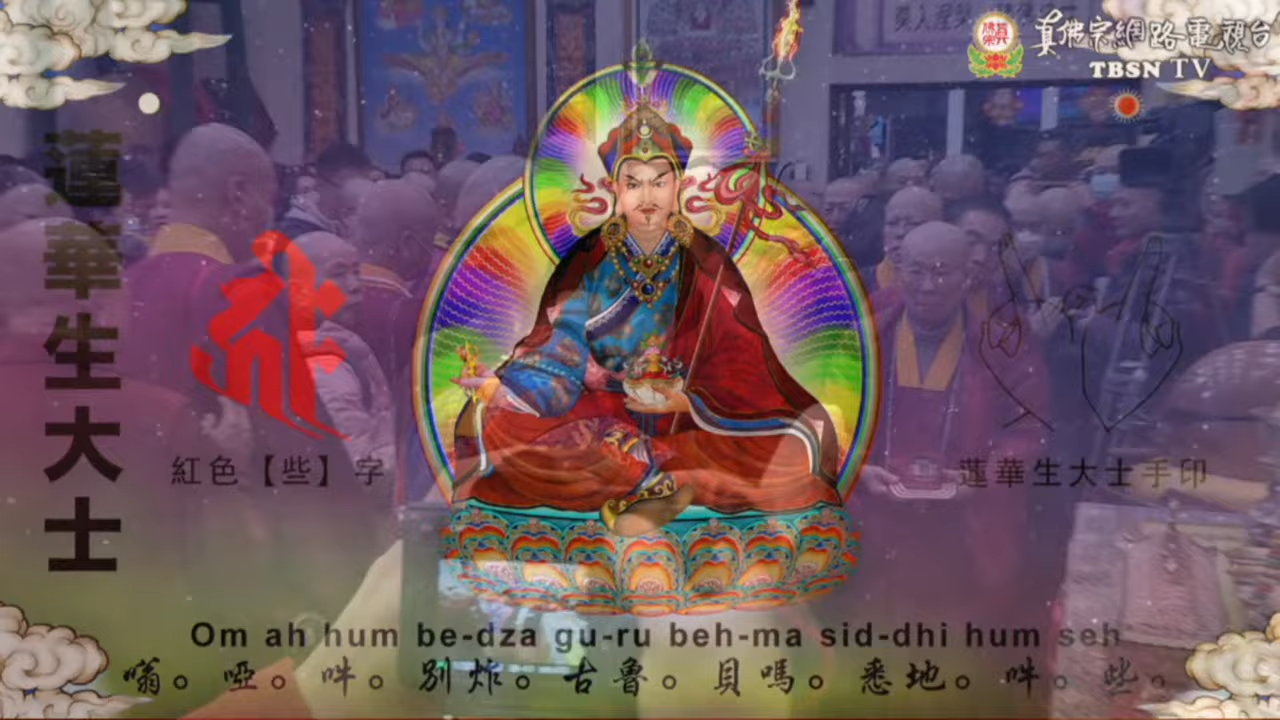 真佛宗網路電視台
TBSN TV
蓮華生大士
紅色【些】字
蓮華生大士手印
Om ah hum be-dza gu-ru beh-ma sid-dhi hum seh
嗡。啞。吽。別炸。古魯。貝嗎。悉地。吽。些。